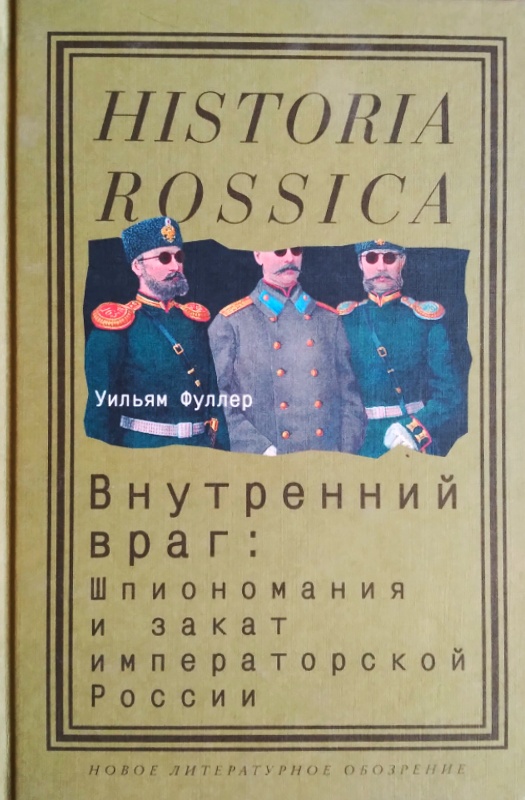 HISTORIA
ROSSICA
Уильям Фуллер
Внутренний
враг:
Шпиономания
и закат
императорской
России
НОВОЕ ЛИТЕРАТУРНОЕ ОБОЗРЕНИЕ